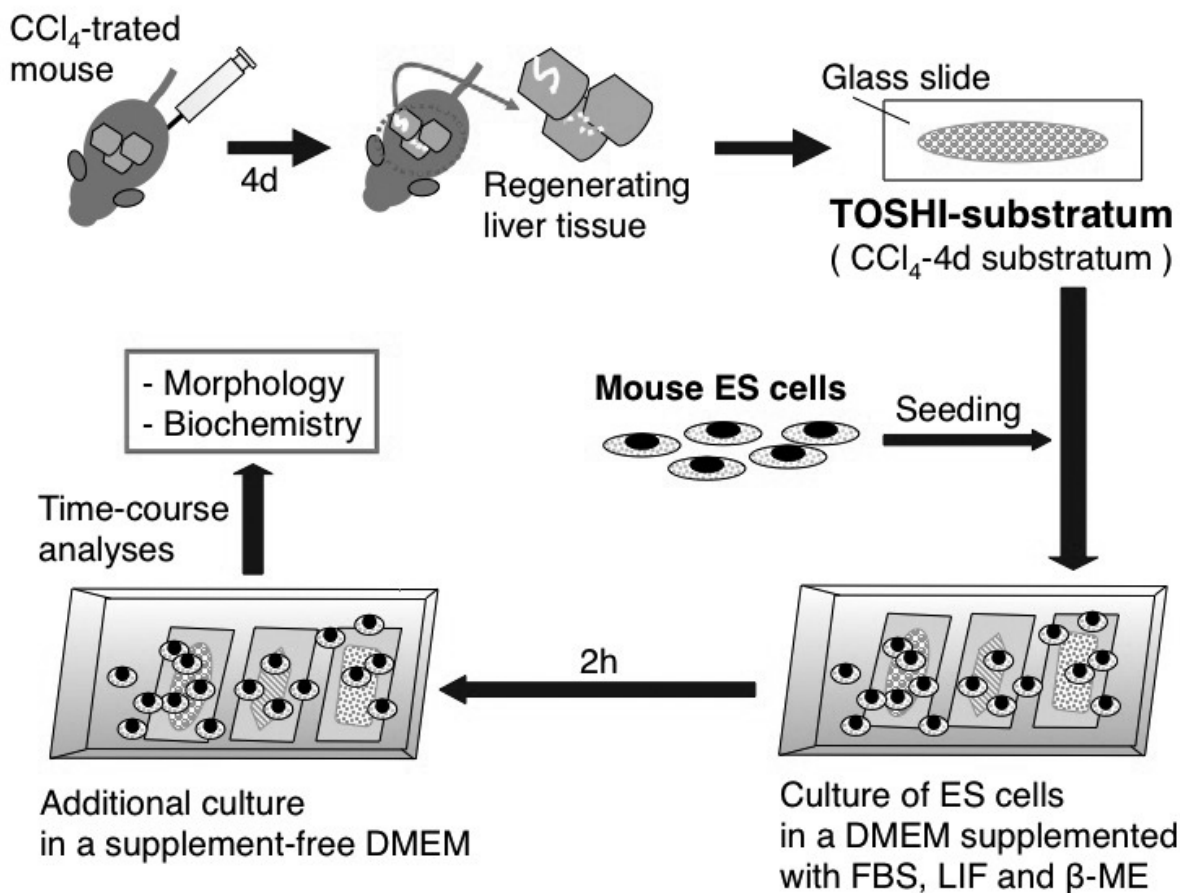 CCl₄-trated
mouse
4d
Regenerating
liver tissue
Glass slide
TOSHI-substratum
( CCl₄-4d substratum )
Mouse ES cells
Seeding
Culture of ES cells
in a DMEM supplemented
with FBS, LIF and β-ME
2h
Additional culture
in a supplement-free DMEM
Time-course
analyses
- Morphology
- Biochemistry